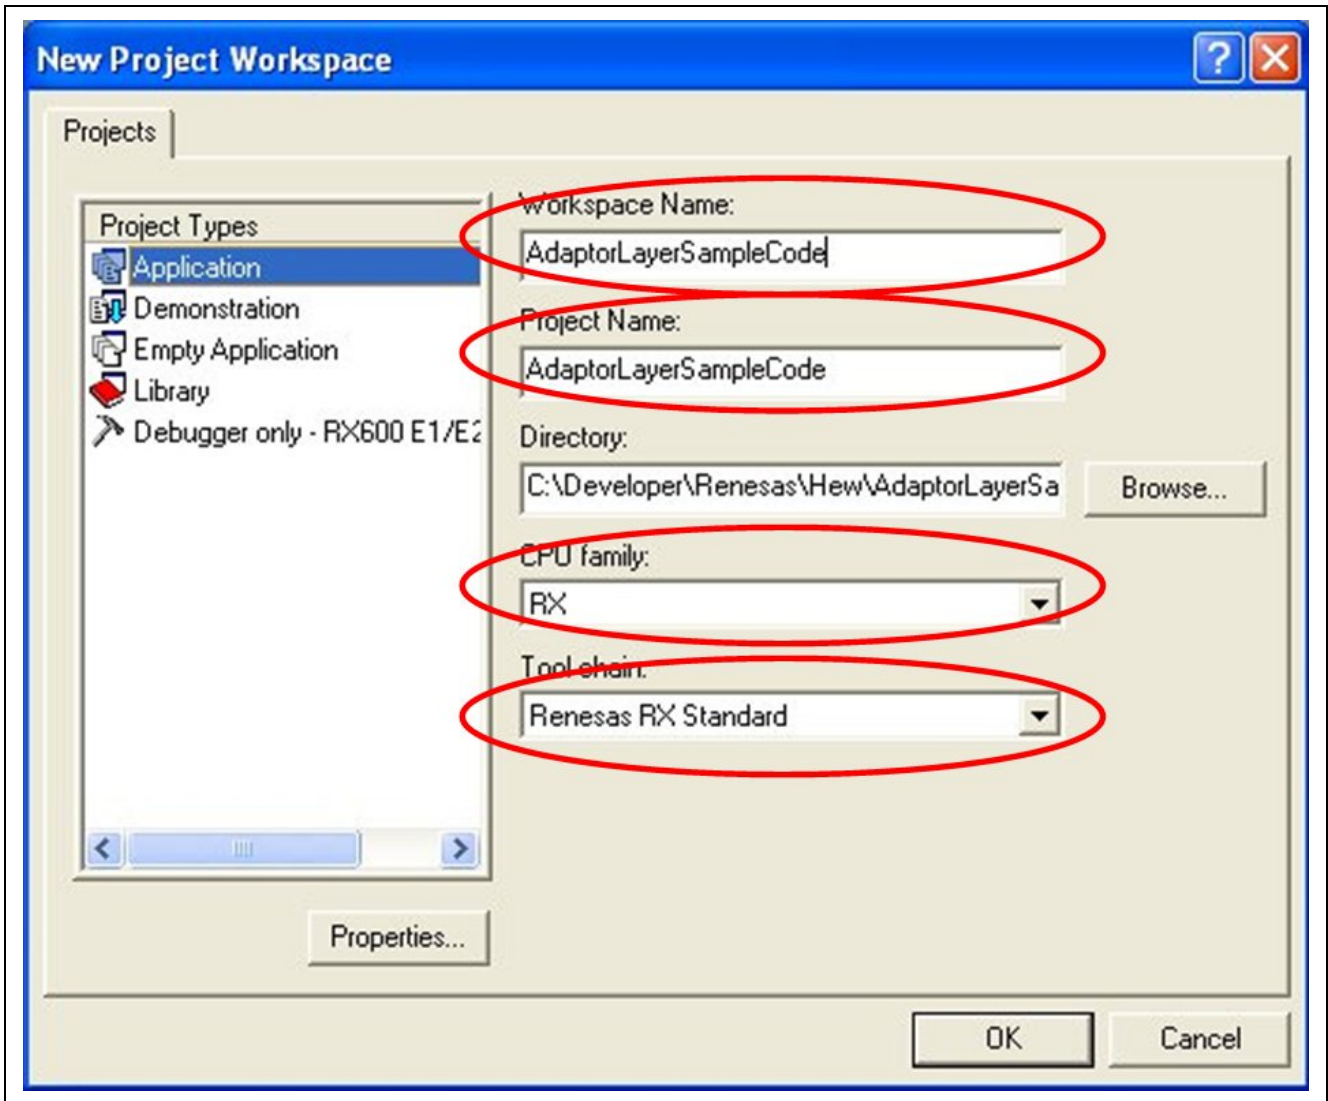 New Project Workspace
Projects
Project Types
Application
Demonstration
Empty Application
Library
Debugger only - RX600 E1/E2
Properties...
Workspace Name:
AdaptorLayerSampleCode
Project Name:
AdaptorLayerSampleCode
Directory:
C:\Developer\Renesas\Hew\AdaptorLayerSa
Browse...
CPU family:
RX
Tool chain:
Renesas RX Standard
OK
Cancel